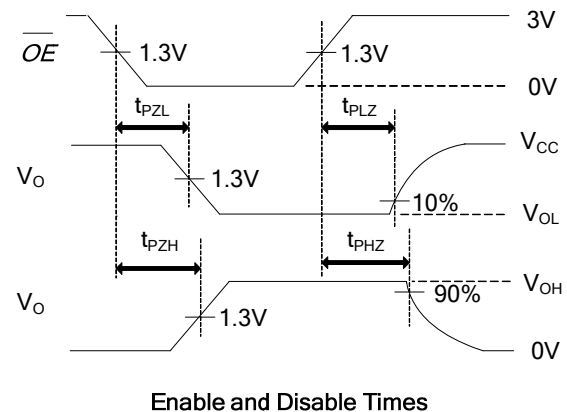 3V
OE
1.3V
1.3V
0V
tPZL
tPLZ
VCC
VO
1.3V
10%
VOL
tPZH
tPHZ
VOH
VO
1.3V
90%
0V
Enable and Disable Times